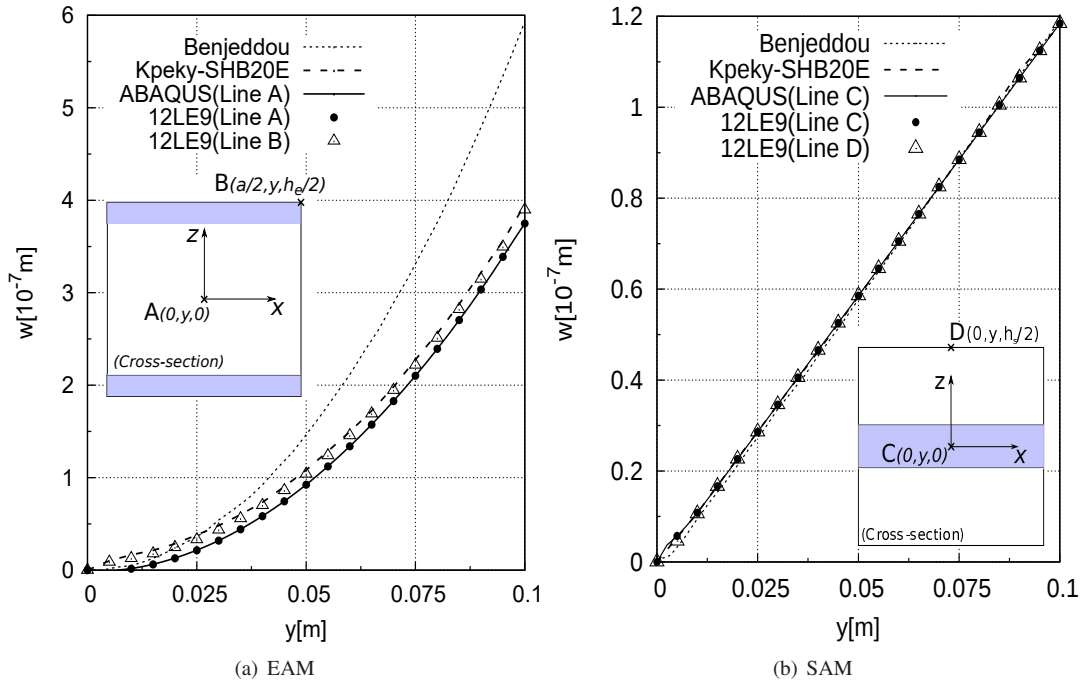 6
5
4
3
2
1
0
w[10⁻⁷m]
Benjeddou
Kpeky-SHB20E
ABAQUS(Line A)
12LE9(Line A)
12LE9(Line B)
B(a/2,y,hₑ/2)
z
x
A(0,y,0)
(Cross-section)
0 0.025 0.05 0.075 0.1
y[m]
(a) EAM
1.2
1
0.8
0.6
0.4
0.2
0
w[10⁻⁷m]
Benjeddou
Kpeky-SHB20E
ABAQUS(Line C)
12LE9(Line C)
12LE9(Line D)
D(0,y,hₛ/2)
z
x
C(0,y,0)
(Cross-section)
0 0.025 0.05 0.075 0.1
y[m]
(b) SAM